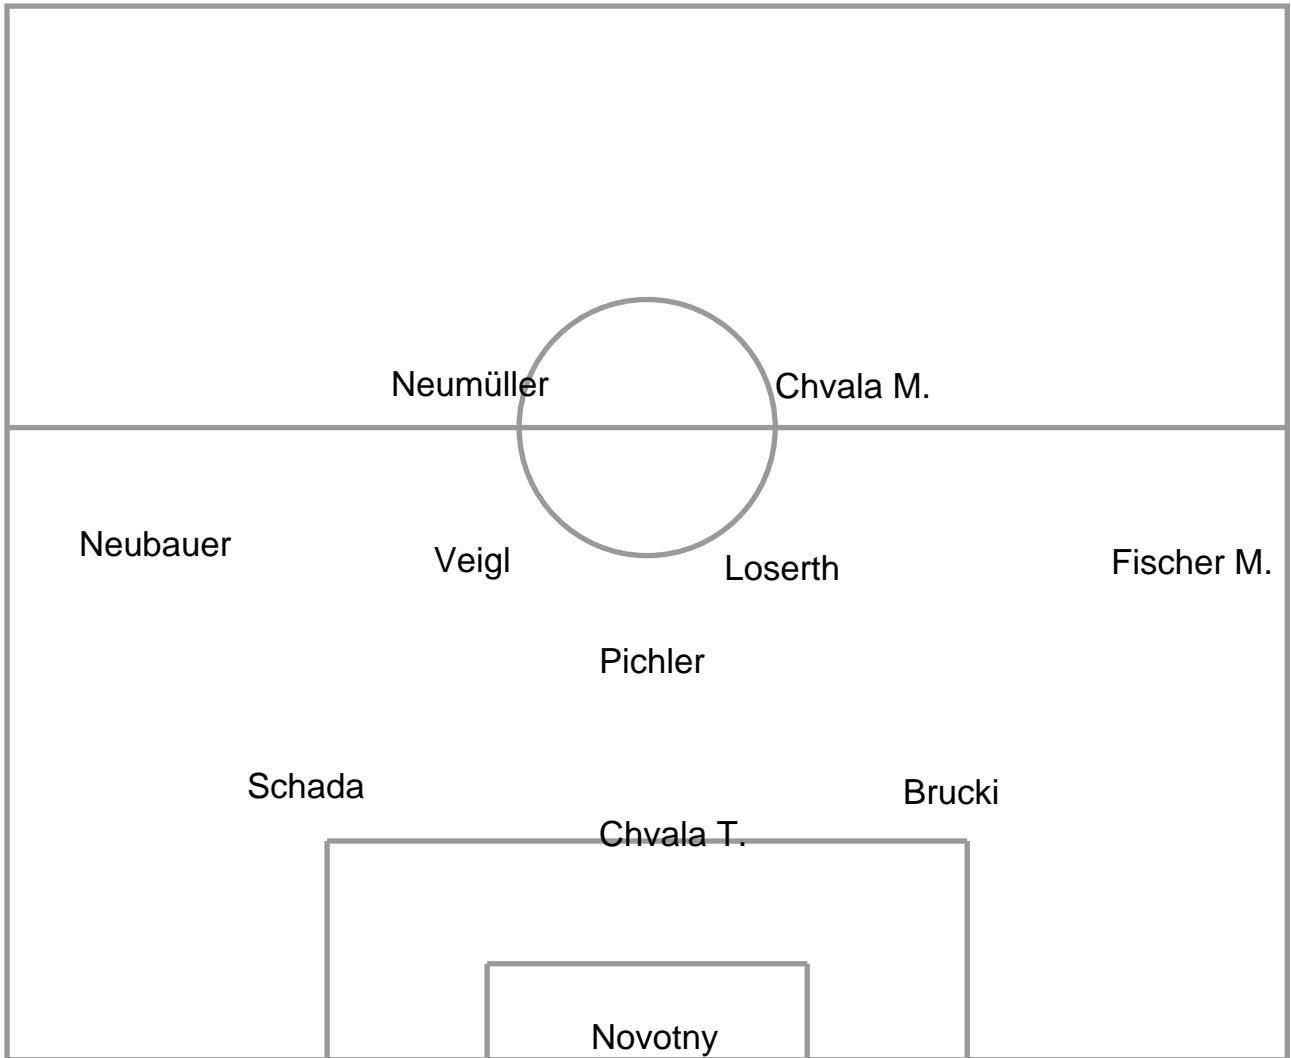 Neumüller
Chvala M.
Neubauer
Veigl
Loserth
Fischer M.
Pichler
Schada
Brucki
Chvala T.
Novotny